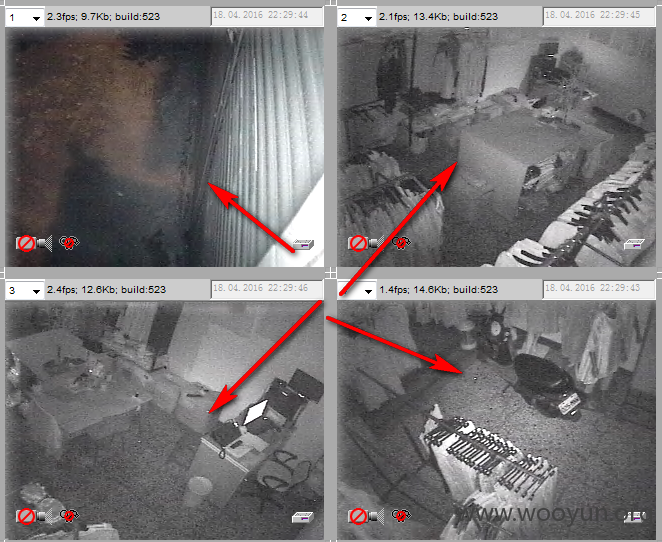 1 2.3fps; 9.7Kb; build:523 18.04.2016 22:29:44
2 2.1fps; 13.4Kb; build:523 18.04.2016 22:29:45
3 2.4fps; 12.6Kb; build:523 18.04.2016 22:29:46
1.4fps; 14.6Kb; build:523 18.04.2016 22:29:43
www.wooyun.org